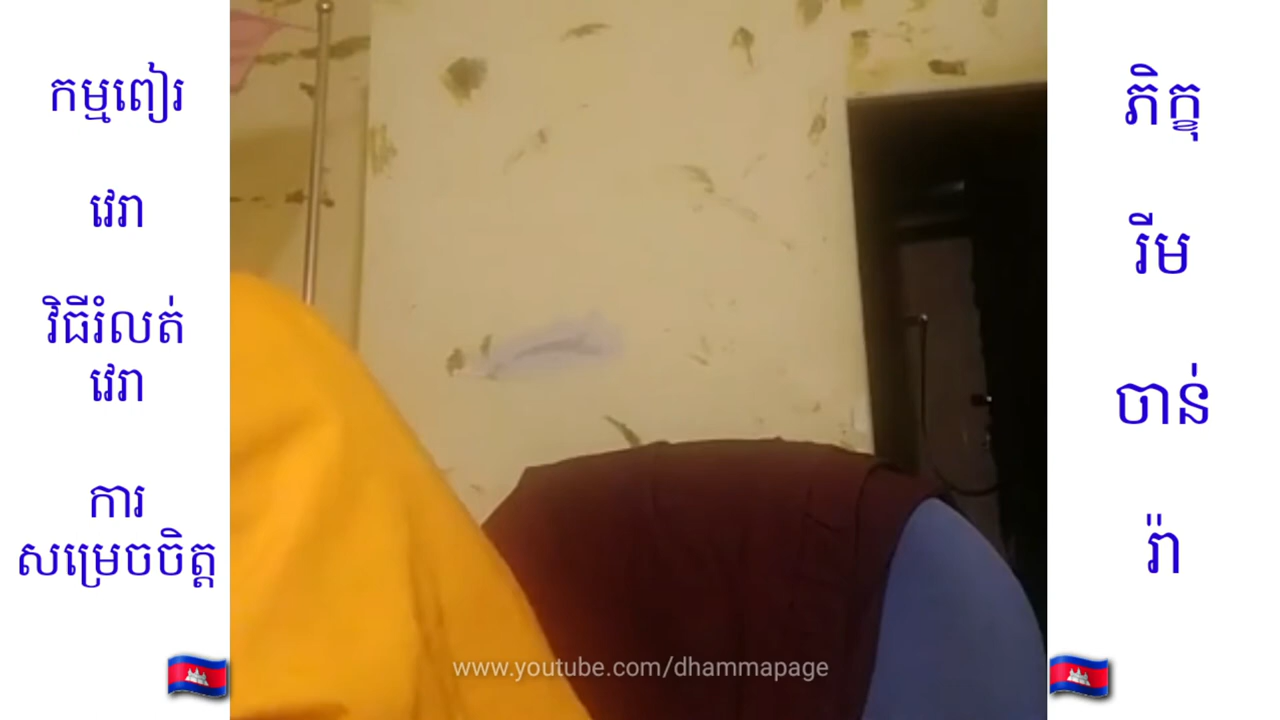 កម្មពៀរ
វេរា
វិធីរំលត់
វេរា
ការ
សម្រេចចិត្ត
ភិក្ខុ
រីម
ចាន់
រ៉ា
www.youtube.com/dhammapage